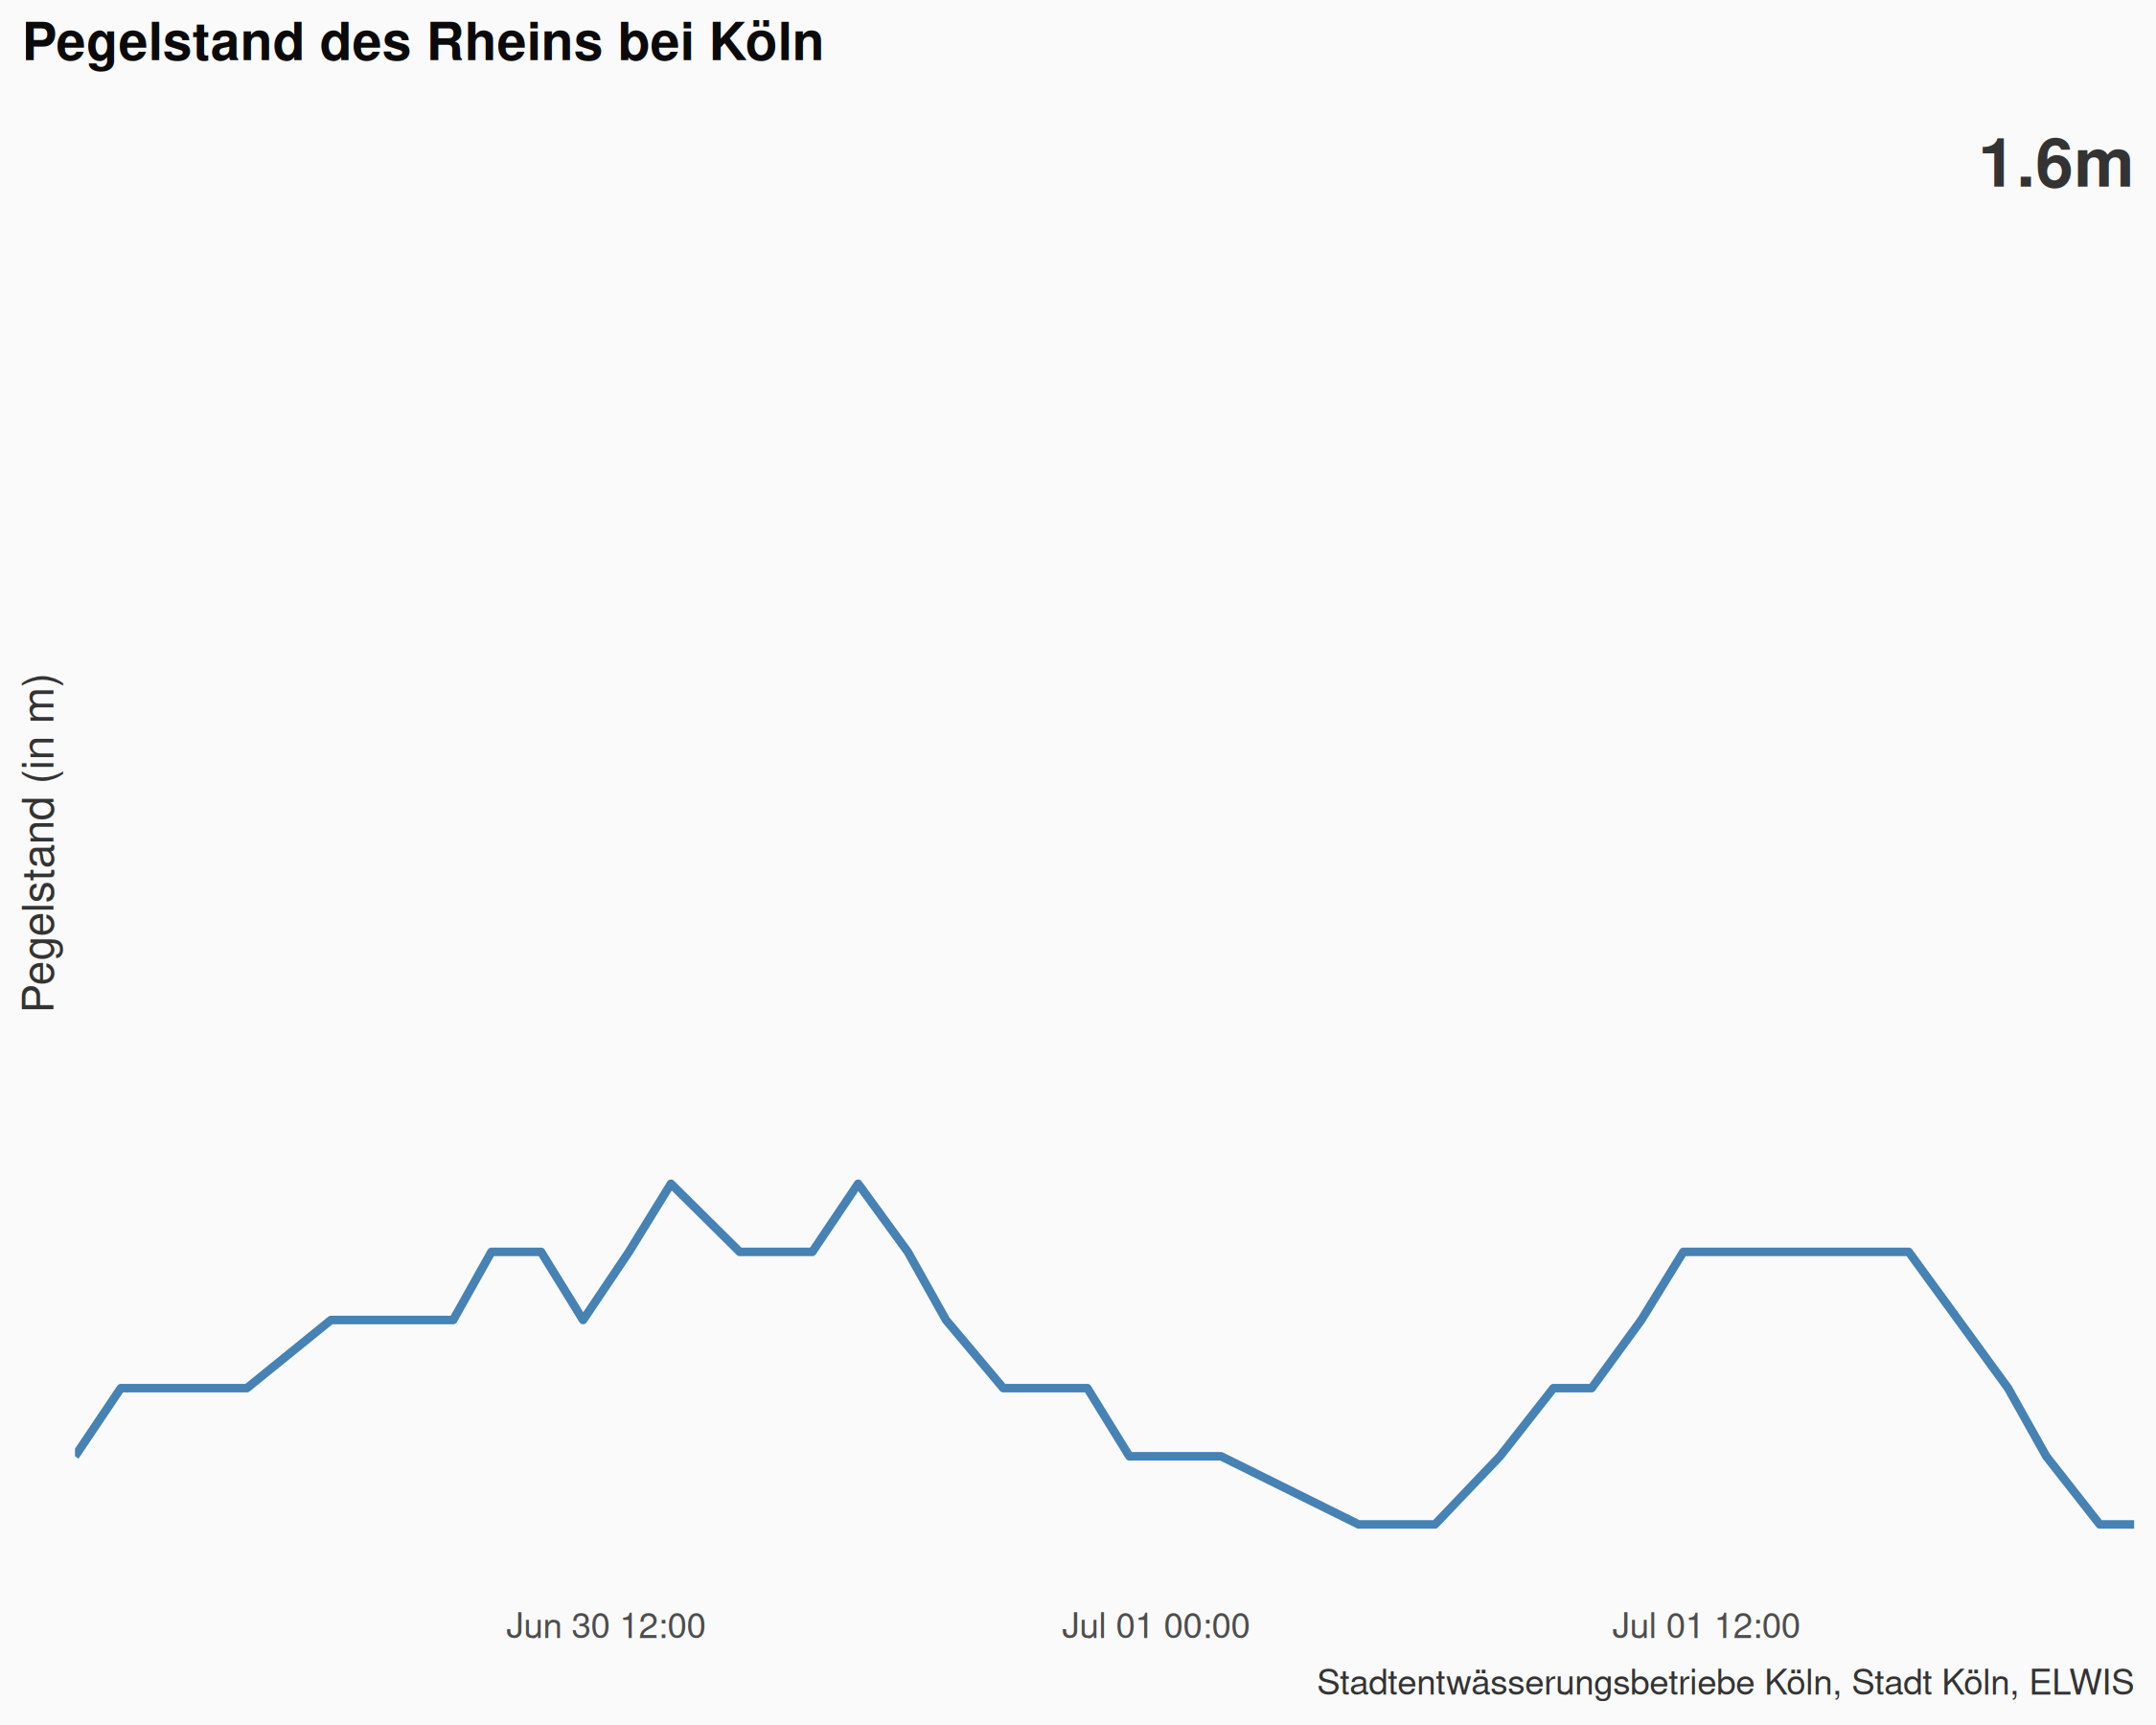 Pegelstand des Rheins bei Köln
1.6m
Pegelstand (in m)
Jun 30 12:00
Jul 01 00:00
Jul 01 12:00
Stadtentwässerungsbetriebe Köln, Stadt Köln, ELWIS